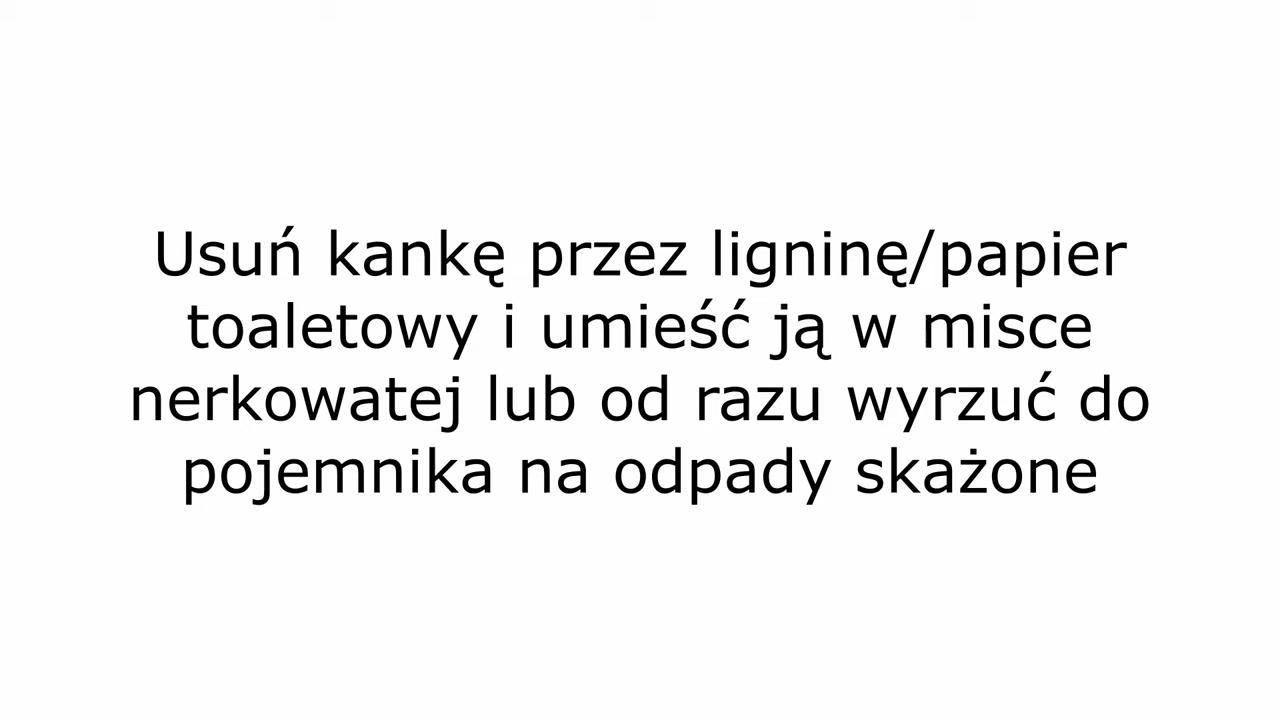 Usuń kankę przez ligninę/papier
toaletowy i umieść ją w misce
nerkowatej lub od razu wyrzuć do
pojemnika na odpady skażone